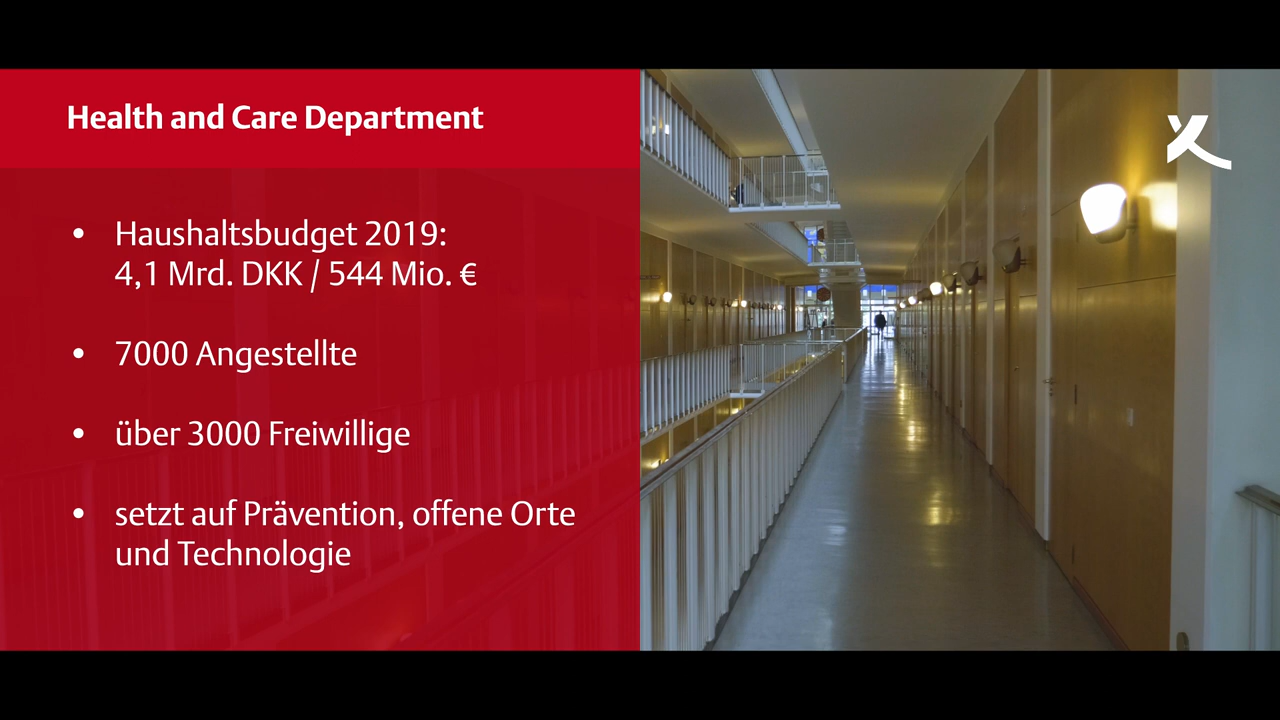 Health and Care Department
• Haushaltsbudget 2019:
4,1 Mrd. DKK / 544 Mio. €
• 7000 Angestellte
• über 3000 Freiwillige
• setzt auf Prävention, offene Orte
und Technologie